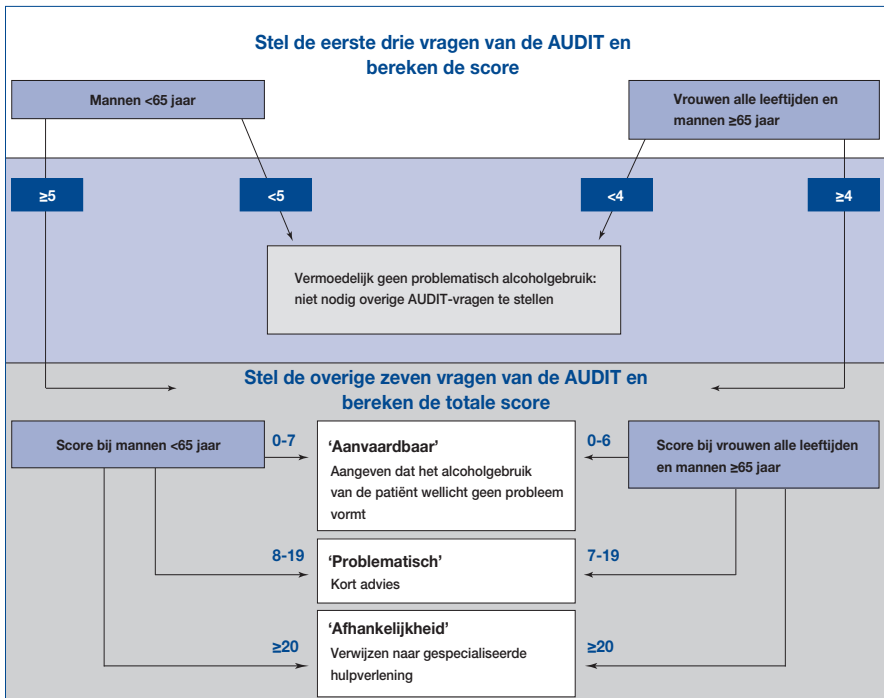 Stel de eerste drie vragen van de AUDIT en
bereken de score
Mannen <65 jaar
Vrouwen alle leeftijden en
mannen ≥65 jaar
≥5
<5
<4
≥4
Vermoedelijk geen problematisch alcoholgebruik:
niet nodig overige AUDIT-vragen te stellen
Stel de overige zeven vragen van de AUDIT en
bereken de totale score
Score bij mannen <65 jaar
0-7
'Aanvaardbaar'
Aangeven dat het alcoholgebruik
van de patiënt wellicht geen probleem
vormt
0-6
Score bij vrouwen alle leeftijden
en mannen ≥65 jaar
8-19
'Problematisch'
Kort advies
7-19
≥20
'Afhankelijkheid'
Verwijzen naar gespecialiseerde
hulpverlening
≥20